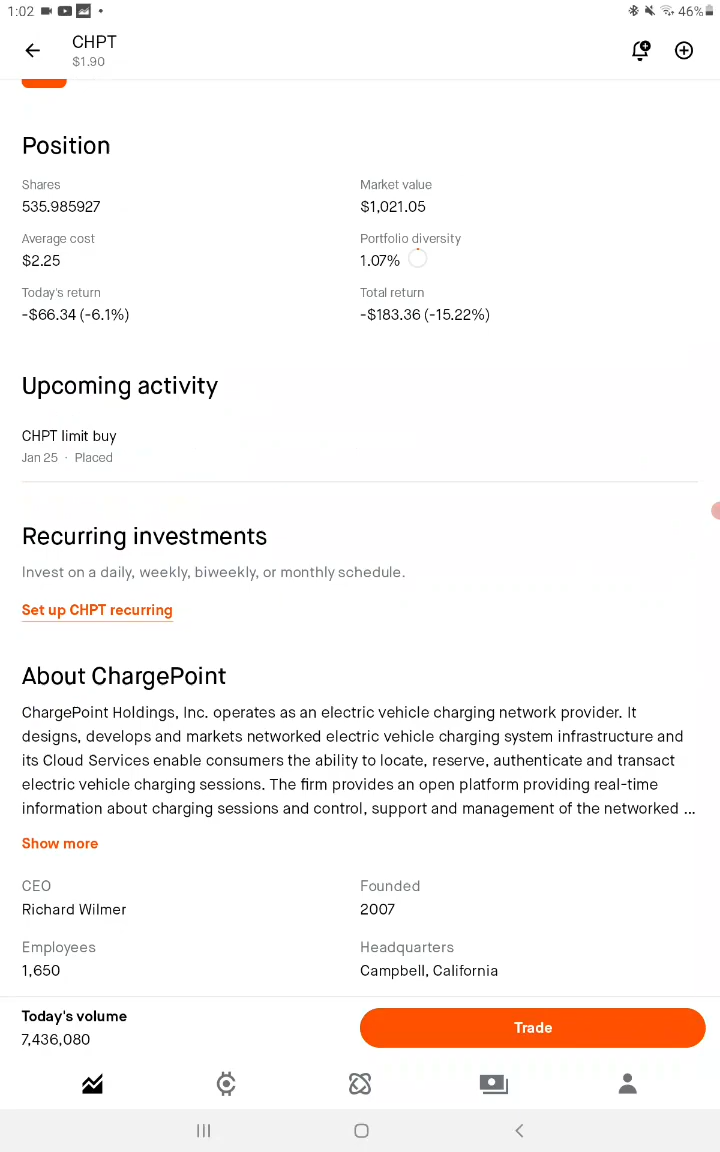 1:02 46%
CHPT
$1.90
Position
Shares Market value
535.985927 $1,021.05
Average cost Portfolio diversity
$2.25 1.07%
Today's return Total return
-$66.34 (-6.1%) -$183.36 (-15.22%)
Upcoming activity
CHPT limit buy
Jan 25 · Placed
Recurring investments
Invest on a daily, weekly, biweekly, or monthly schedule.
Set up CHPT recurring
About ChargePoint
ChargePoint Holdings, Inc. operates as an electric vehicle charging network provider. It
designs, develops and markets networked electric vehicle charging system infrastructure and
its Cloud Services enable consumers the ability to locate, reserve, authenticate and transact
electric vehicle charging sessions. The firm provides an open platform providing real-time
information about charging sessions and control, support and management of the networked ...
Show more
CEO Founded
Richard Wilmer 2007
Employees Headquarters
1,650 Campbell, California
Today's volume
7,436,080
Trade